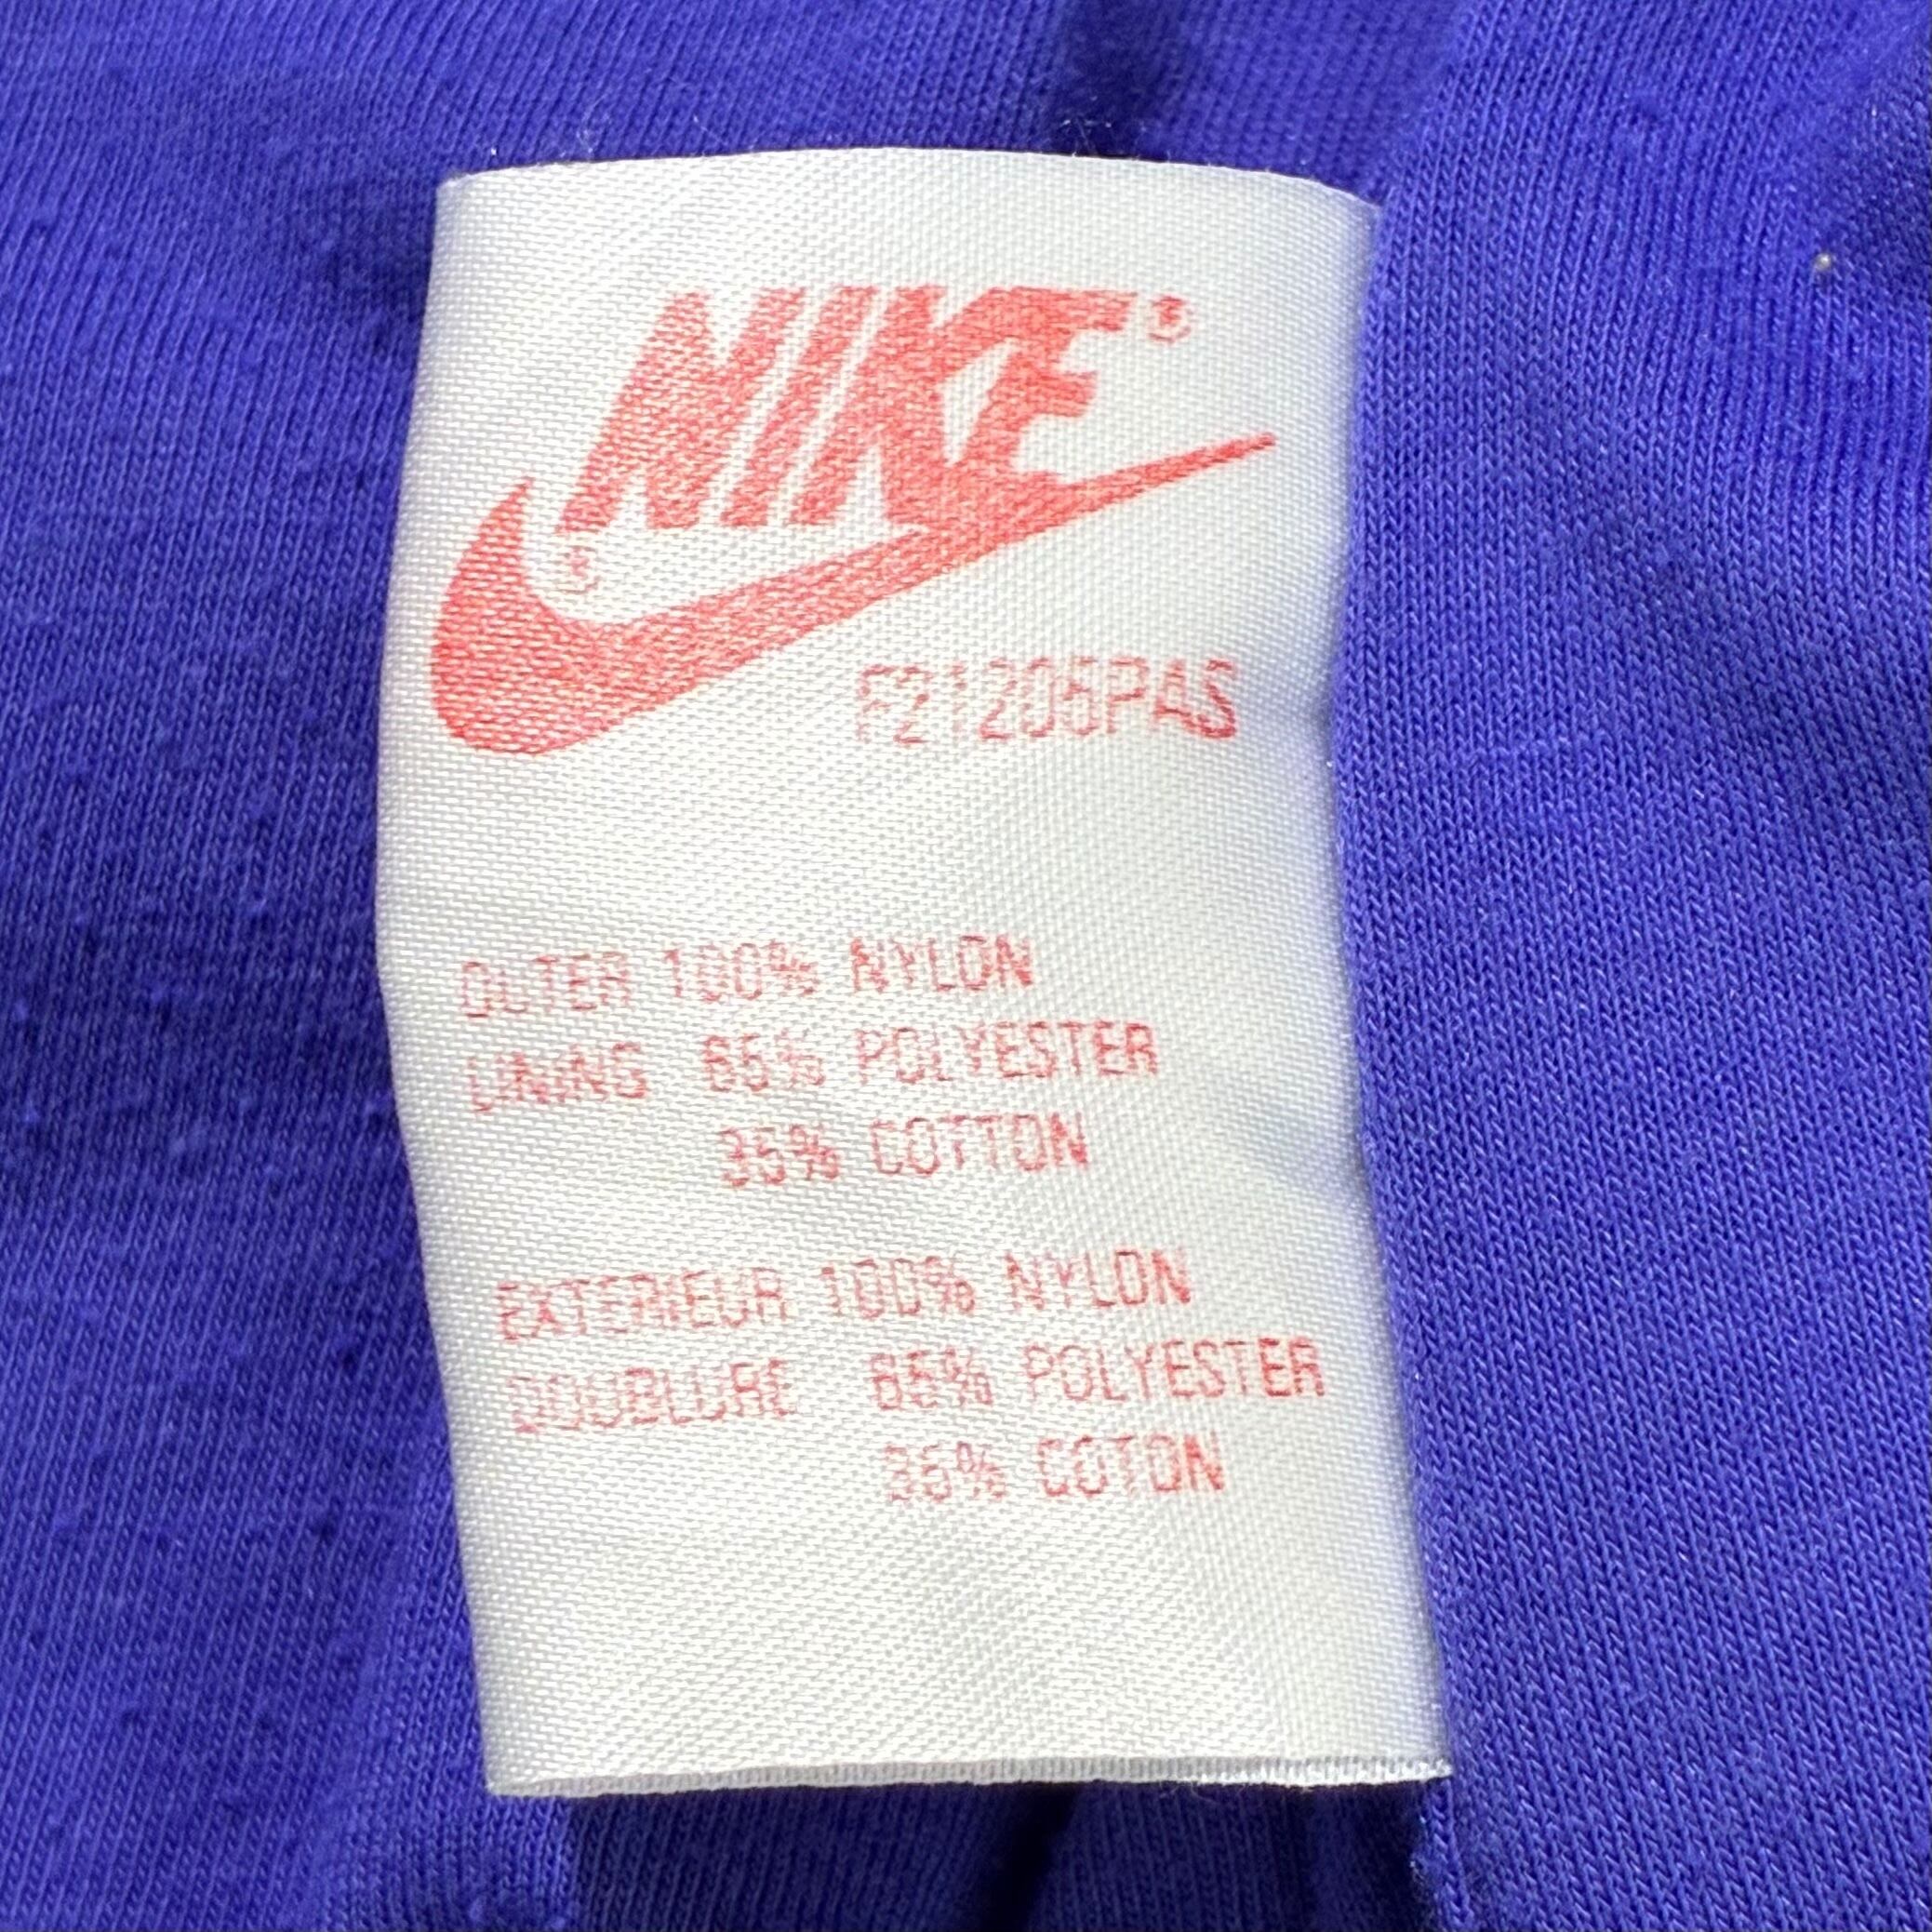 NIKE®
®
F21205PAS
OUTER 100% NYLON
LINING 65% POLYESTER
35% COTTON
EXTERIEUR 100% NYLON
DOUBLURE 65% POLYESTER
35% COTON